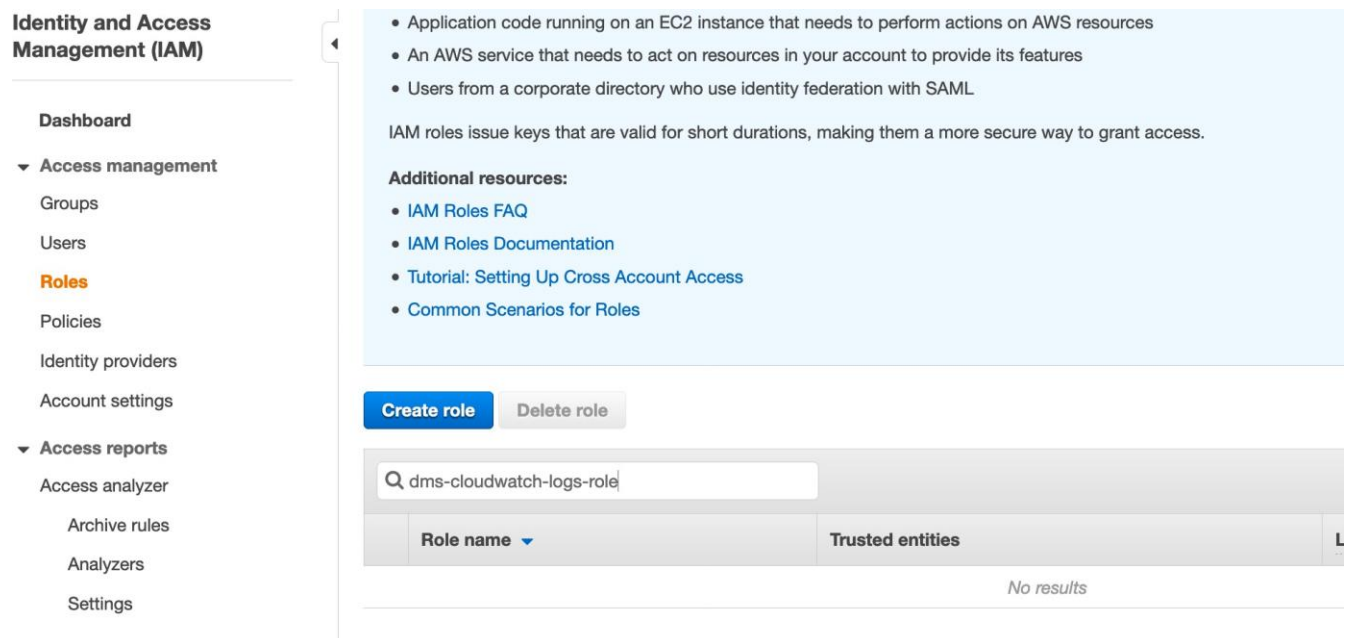 Identity and Access
Management (IAM)
Dashboard
Access management
Groups
Users
Roles
Policies
Identity providers
Account settings
Access reports
Access analyzer
Archive rules
Analyzers
Settings
• Application code running on an EC2 instance that needs to perform actions on AWS resources
• An AWS service that needs to act on resources in your account to provide its features
• Users from a corporate directory who use identity federation with SAML
IAM roles issue keys that are valid for short durations, making them a more secure way to grant access.
Additional resources:
• IAM Roles FAQ
• IAM Roles Documentation
• Tutorial: Setting Up Cross Account Access
• Common Scenarios for Roles
Create role Delete role
dms-cloudwatch-logs-role
Role name Trusted entities L
No results